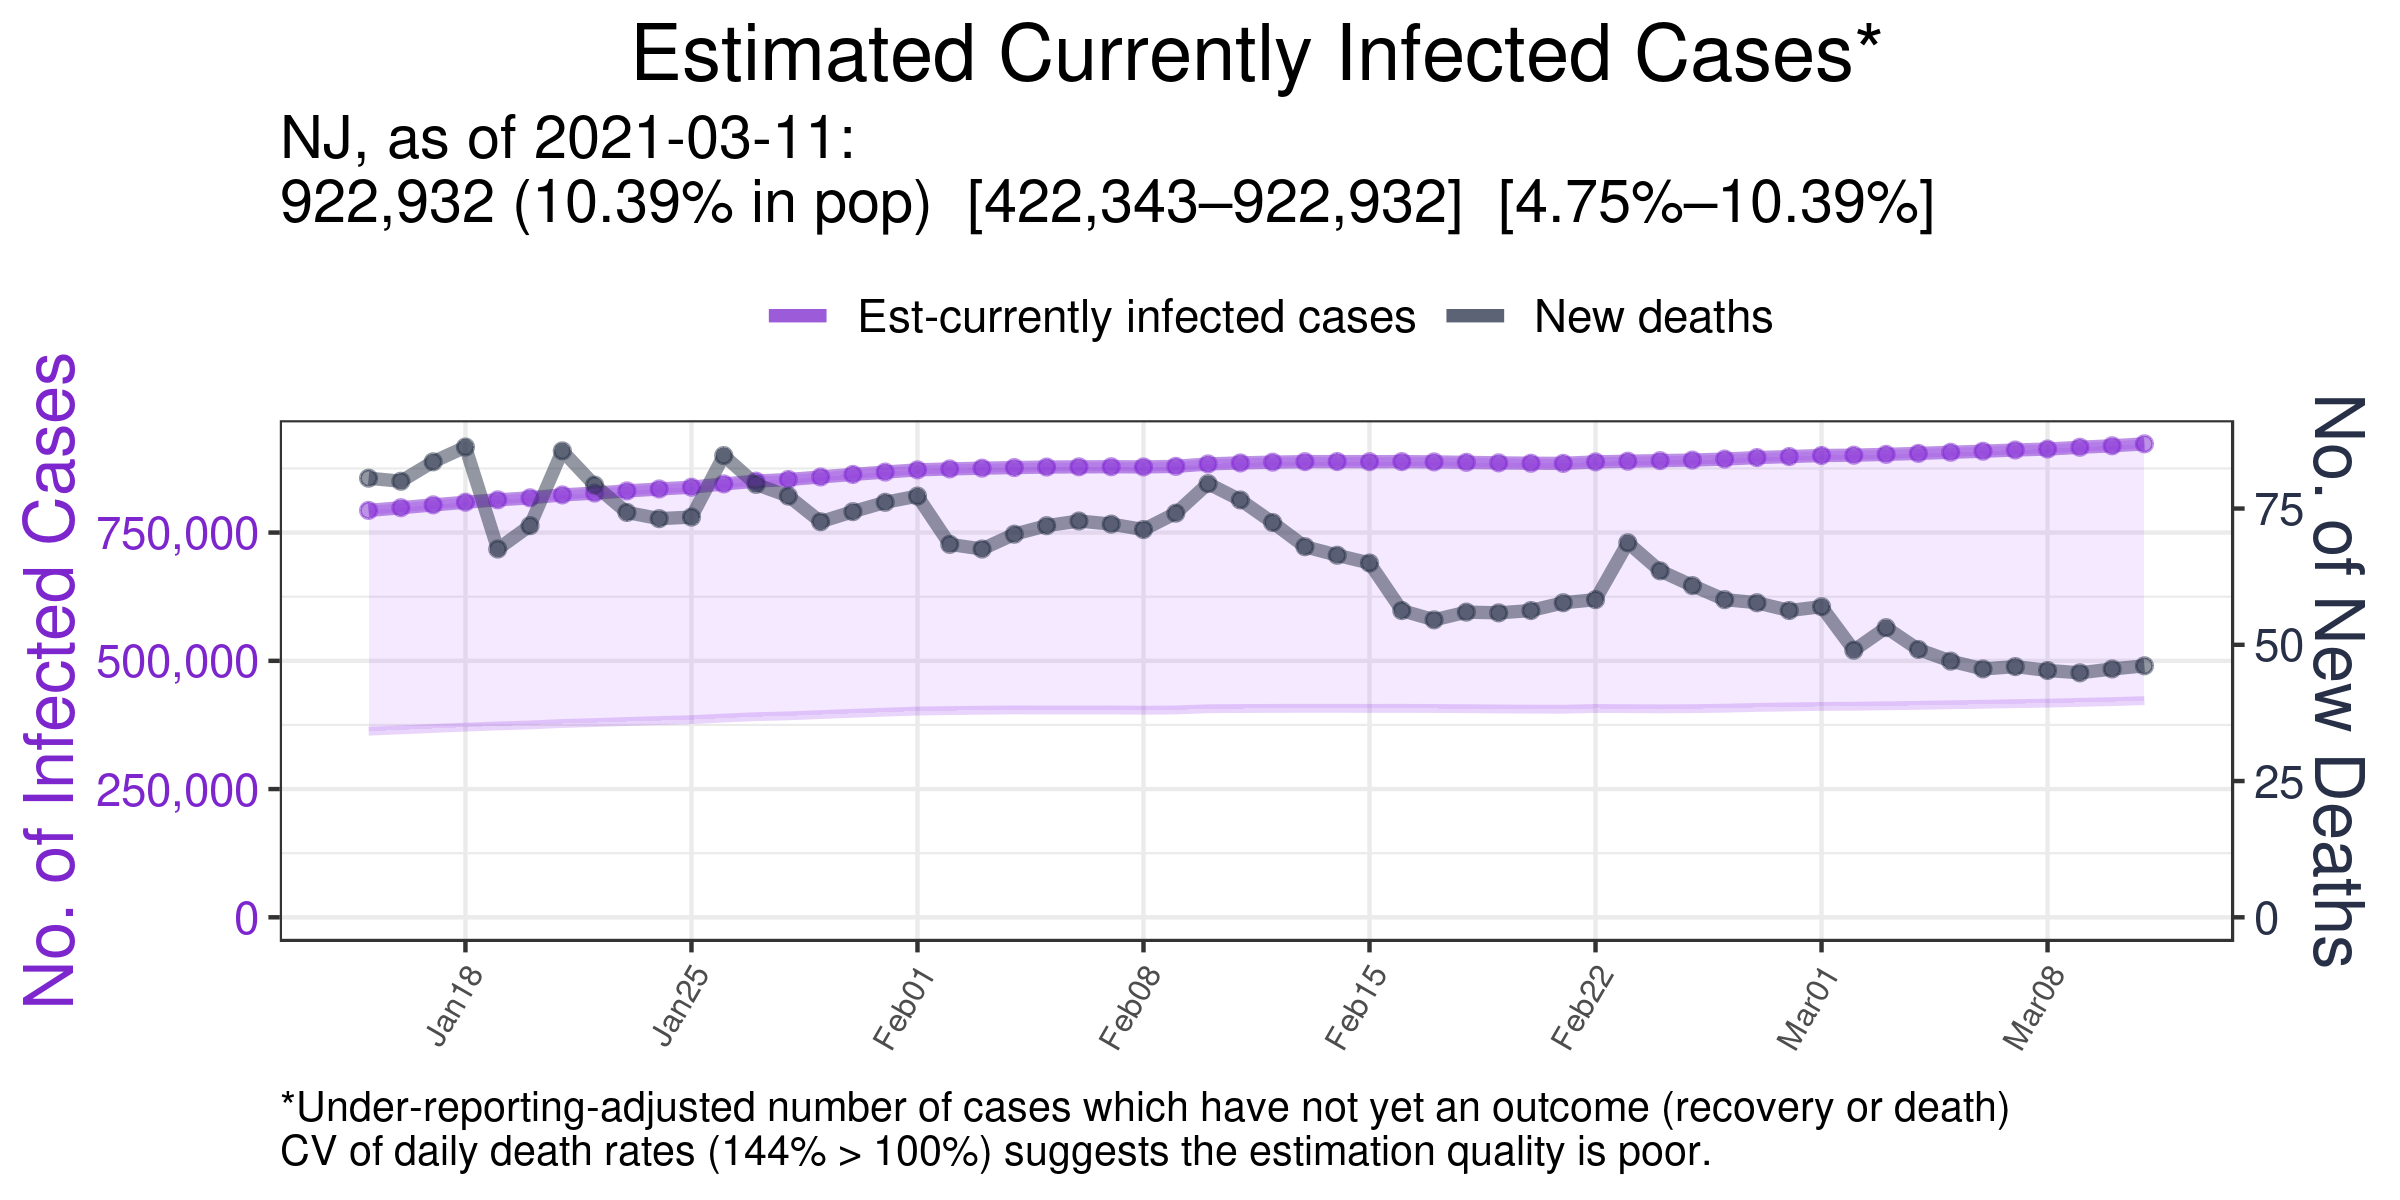 Estimated Currently Infected Cases*
NJ, as of 2021-03-11:
922,932 (10.39% in pop)  [422,343–922,932]  [4.75%–10.39%]
Est-currently infected cases
New deaths
No. of Infected Cases
750,000
500,000
250,000
0
No. of New Deaths
75
50
25
0
Jan18
Jan25
Feb01
Feb08
Feb15
Feb22
Mar01
Mar08
*Under-reporting-adjusted number of cases which have not yet an outcome (recovery or death)
CV of daily death rates (144% > 100%) suggests the estimation quality is poor.